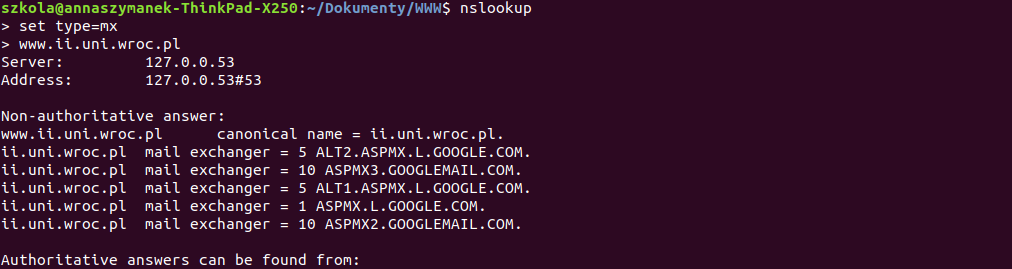 szkola@annaszymanek-ThinkPad-X250:~/Dokumenty/WWW$ nslookup
> set type=mx
> www.ii.uni.wroc.pl
Server:         127.0.0.53
Address:        127.0.0.53#53

Non-authoritative answer:
www.ii.uni.wroc.pl      canonical name = ii.uni.wroc.pl.
ii.uni.wroc.pl  mail exchanger = 5 ALT2.ASPMX.L.GOOGLE.COM.
ii.uni.wroc.pl  mail exchanger = 10 ASPMX3.GOOGLEMAIL.COM.
ii.uni.wroc.pl  mail exchanger = 5 ALT1.ASPMX.L.GOOGLE.COM.
ii.uni.wroc.pl  mail exchanger = 1 ASPMX.L.GOOGLE.COM.
ii.uni.wroc.pl  mail exchanger = 10 ASPMX2.GOOGLEMAIL.COM.

Authoritative answers can be found from: